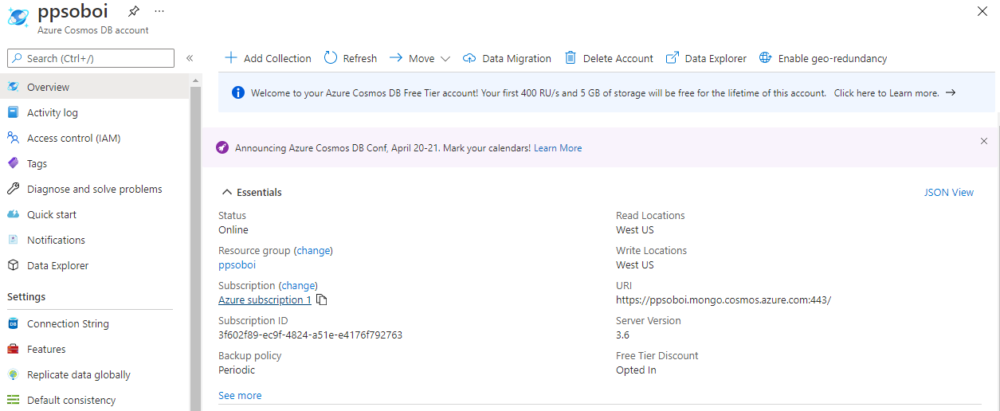 ppsoboi
Azure Cosmos DB account
Search (Ctrl+/)
Overview
Activity log
Access control (IAM)
Tags
Diagnose and solve problems
Quick start
Notifications
Data Explorer
Settings
Connection String
Features
Replicate data globally
Default consistency
Add Collection Refresh Move Data Migration Delete Account Data Explorer Enable geo-redundancy
Welcome to your Azure Cosmos DB Free Tier account! Your first 400 RU/s and 5 GB of storage will be free for the lifetime of this account. Click here to Learn more.
Announcing Azure Cosmos DB Conf, April 20-21. Mark your calendars! Learn More
Essentials JSON View
Status
Online
Resource group (change)
ppsoboi
Subscription (change)
Azure subscription 1
Subscription ID
3f602f89-ec9f-4824-a51e-e4176f792763
Backup policy
Periodic
See more
Read Locations
West US
Write Locations
West US
URI
https://ppsoboi.mongo.cosmos.azure.com:443/
Server Version
3.6
Free Tier Discount
Opted In